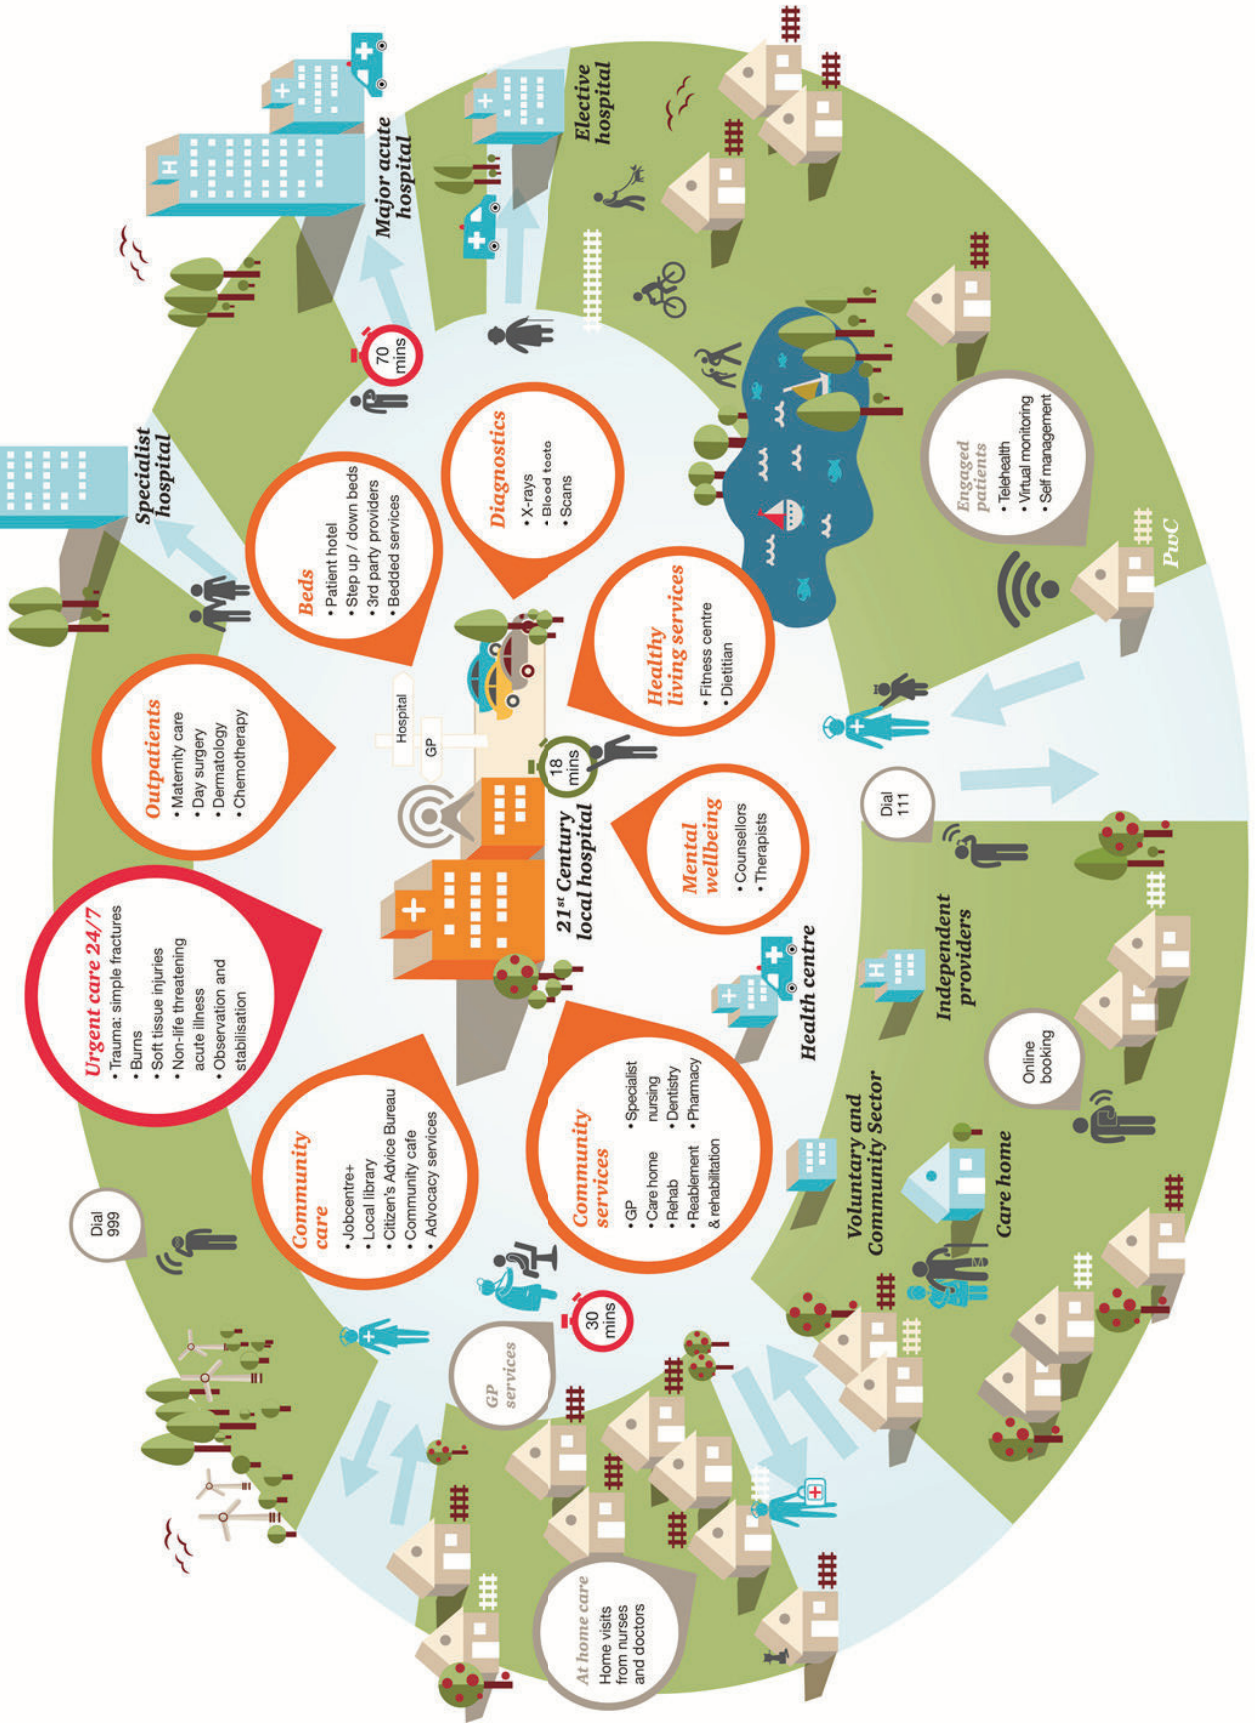 Specialist
hospital
Major acute
hospital
70
mins
Elective
hospital
Dial
999
Urgent care 24/7
• Trauma: simple fractures
• Burns
• Soft tissue injuries
• Non-life threatening
acute illness
• Observation and
stabilisation
Outpatients
• Maternity care
• Day surgery
• Dermatology
• Chemotherapy
Beds
• Patient hotel
• Step up / down beds
• 3rd party providers
• Bedded services
Community
care
• Jobcentre+
• Local library
• Citizen's Advice Bureau
• Community cafe
• Advocacy services
Hospital
GP
Diagnostics
• X-rays
• Blood tests
• Scans
GP
services
30
mins
21st Century
local hospital
18
mins
Community
services
• GP
• Care home
• Rehab
• Reablement
& rehabilitation
• Specialist
nursing
• Dentistry
• Pharmacy
Mental
wellbeing
• Counsellors
• Therapists
Healthy
living services
• Fitness centre
• Dietitian
At home care
Home visits
from nurses
and doctors
Health centre
Voluntary and
Community Sector
Independent
providers
Dial
111
Care home
Online
booking
Engaged
patients
• Telehealth
• Virtual monitoring
• Self management
PwC
H
H